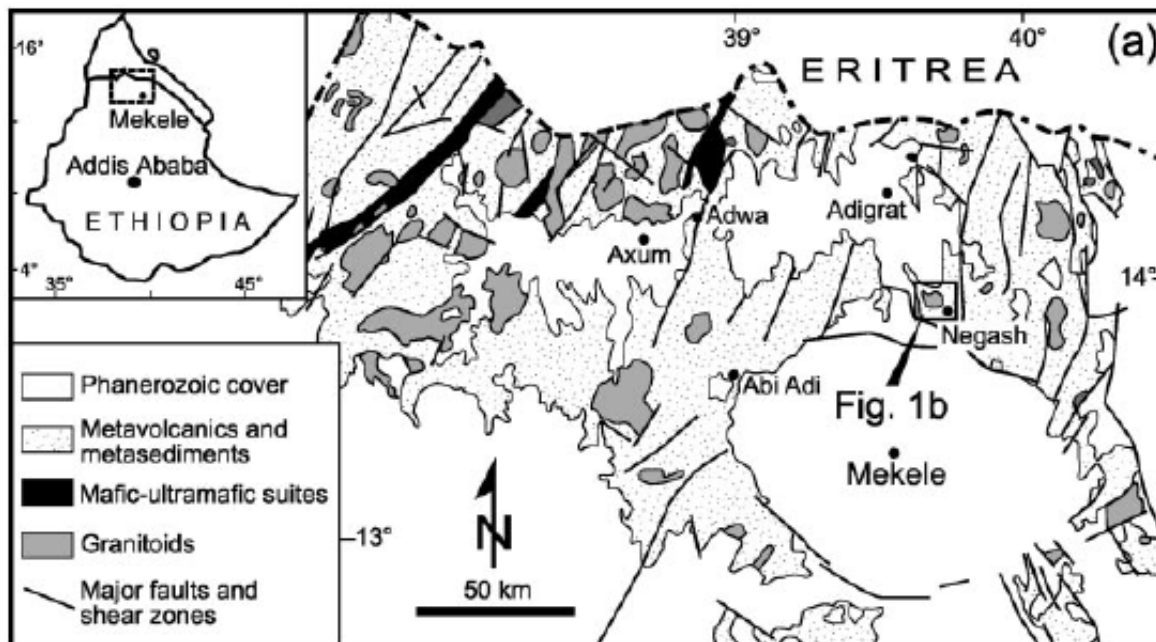 39°
40°
(a)
16°
ERITREA
Mekele
Addis Ababa
ETHIOPIA
4°
35°
45°
Adwa
Axum
Adigrat
14°
Negash
Abi Adi
Fig. 1b
Mekele
13°
N
50 km
Phanerozoic cover
Metavolcanics and
metasediments
Mafic-ultramafic suites
Granitoids
Major faults and
shear zones